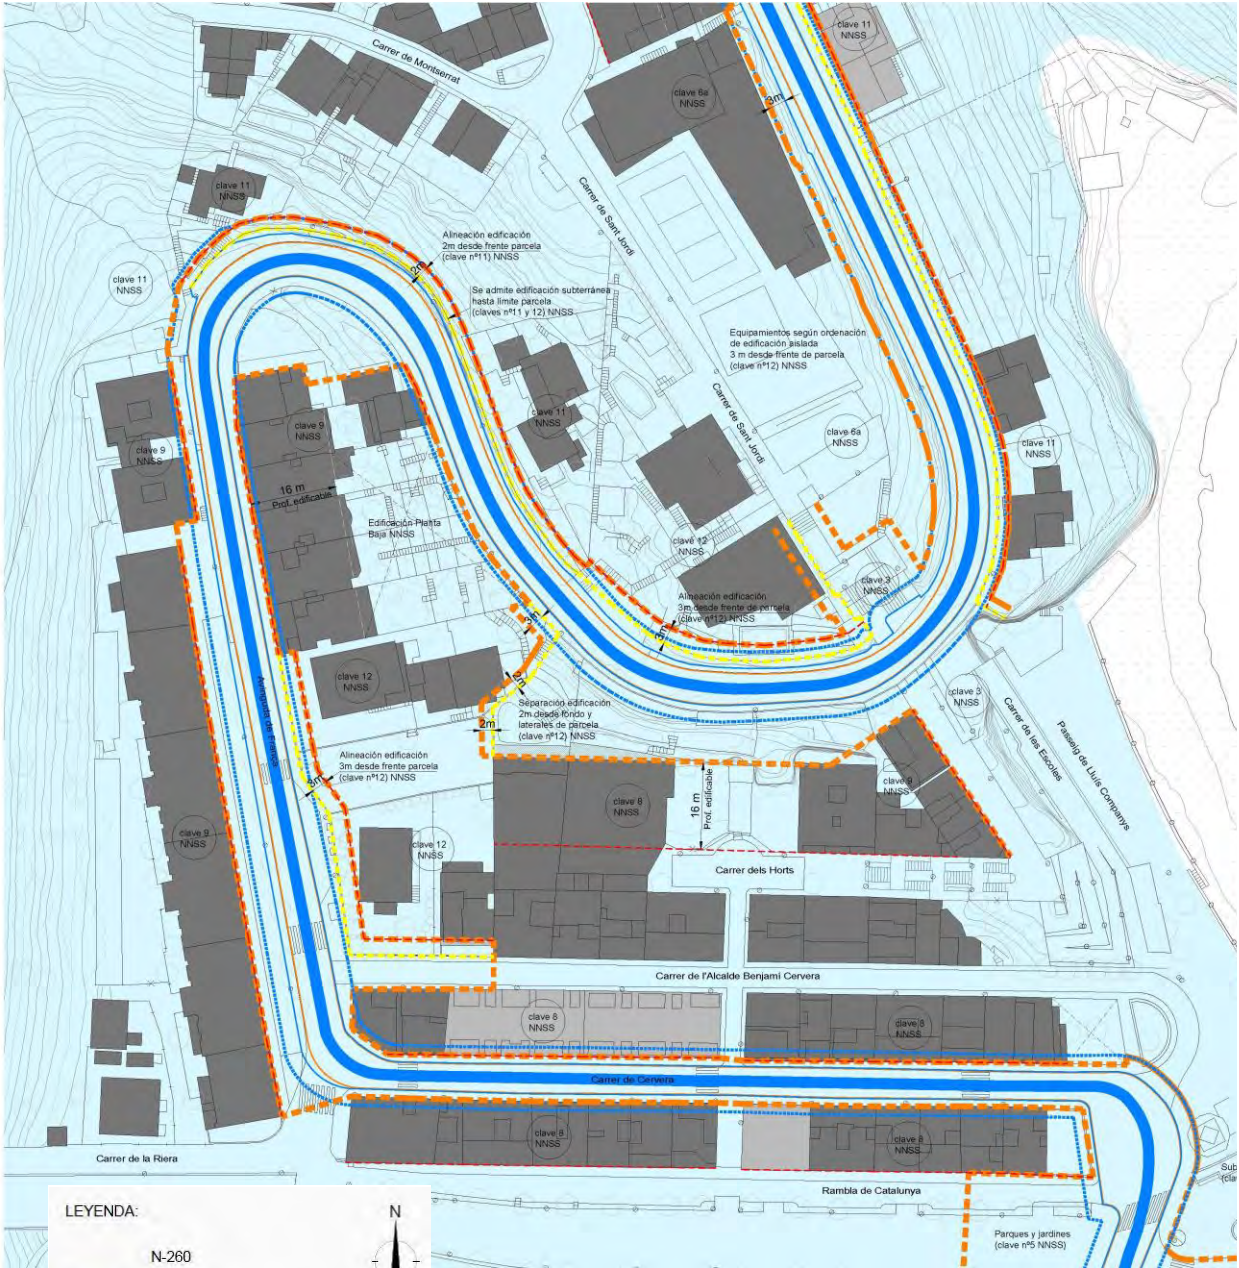 clave 11
NNSS
Carrer de Montserrat
clave 6a
NNSS
3m
clave 11
NNSS
Carrer de Sant Jordi
Alineación edificación
2m desde frente parcela
(clave nº11) NNSS
2m
clave 11
NNSS
Se admite edificación subterránea
hasta límite parcela
(claves nº11 y 12) NNSS
Equipamientos según ordenación
de edificación aislada
3 m desde frente de parcela
(clave nº12) NNSS
Carrer de Sant Jordi
clave 11
NNSS
clave 9
NNSS
clave 6a
NNSS
clave 9
NNSS
clave 11
NNSS
16 m
Prof. edificable
Edificación Planta
Baja NNSS
clave 12
NNSS
clave 3
NNSS
Alineación edificación
3m desde frente de parcela
(clave nº12) NNSS
3m
3m
clave 12
NNSS
2m
Separación edificación
2m desde fondo y
laterales de parcela
(clave nº12) NNSS
2m
clave 3
NNSS
Avinguda de França
Carrer de les Escoles
Passeig de Lluís Companys
Alineación edificación
3m desde frente parcela
(clave nº12) NNSS
3m
16 m
Prof. edificable
clave 9
NNSS
clave 8
NNSS
clave 9
NNSS
clave 12
NNSS
Carrer dels Horts
Carrer de l'Alcalde Benjamí Cervera
clave 8
NNSS
clave 8
NNSS
Carrer de Cervera
clave 8
NNSS
clave 8
NNSS
Carrer de la Riera
Rambla de Catalunya
Parques y jardines
(clave nº5 NNSS)
LEYENDA:
N
N-260